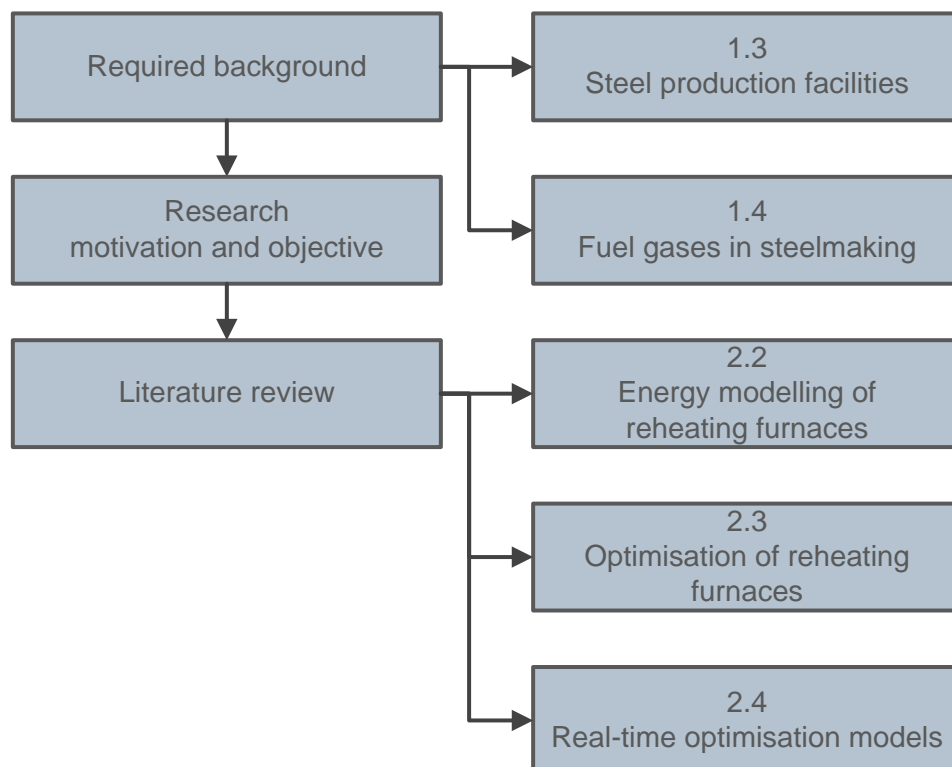 Required background
1.3
Steel production facilities
Research
motivation and objective
1.4
Fuel gases in steelmaking
Literature review
2.2
Energy modelling of
reheating furnaces
2.3
Optimisation of reheating
furnaces
2.4
Real-time optimisation models